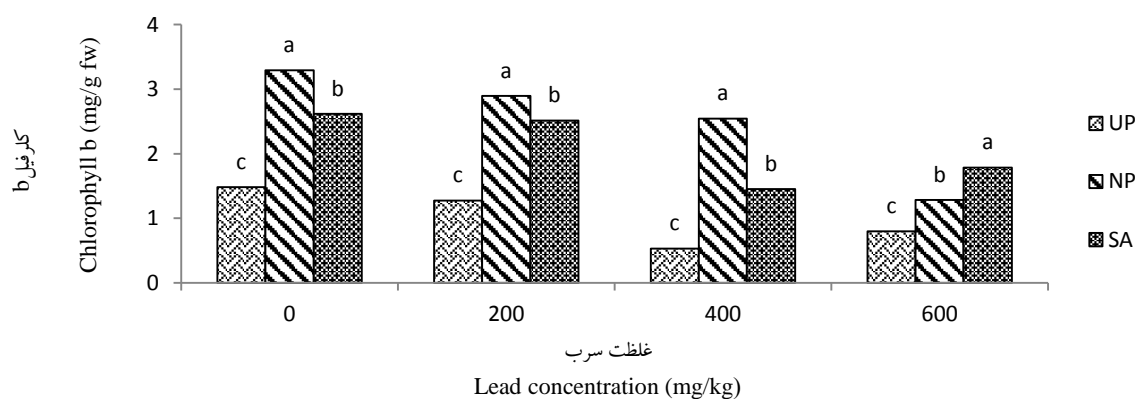 4
3
2
1
0
کلرفیل b
Chlorophyll b (mg/g fw)
c a b
c a b
c a b
c b a
0 200 400 600
غلظت سرب
Lead concentration (mg/kg)
UP
NP
SA